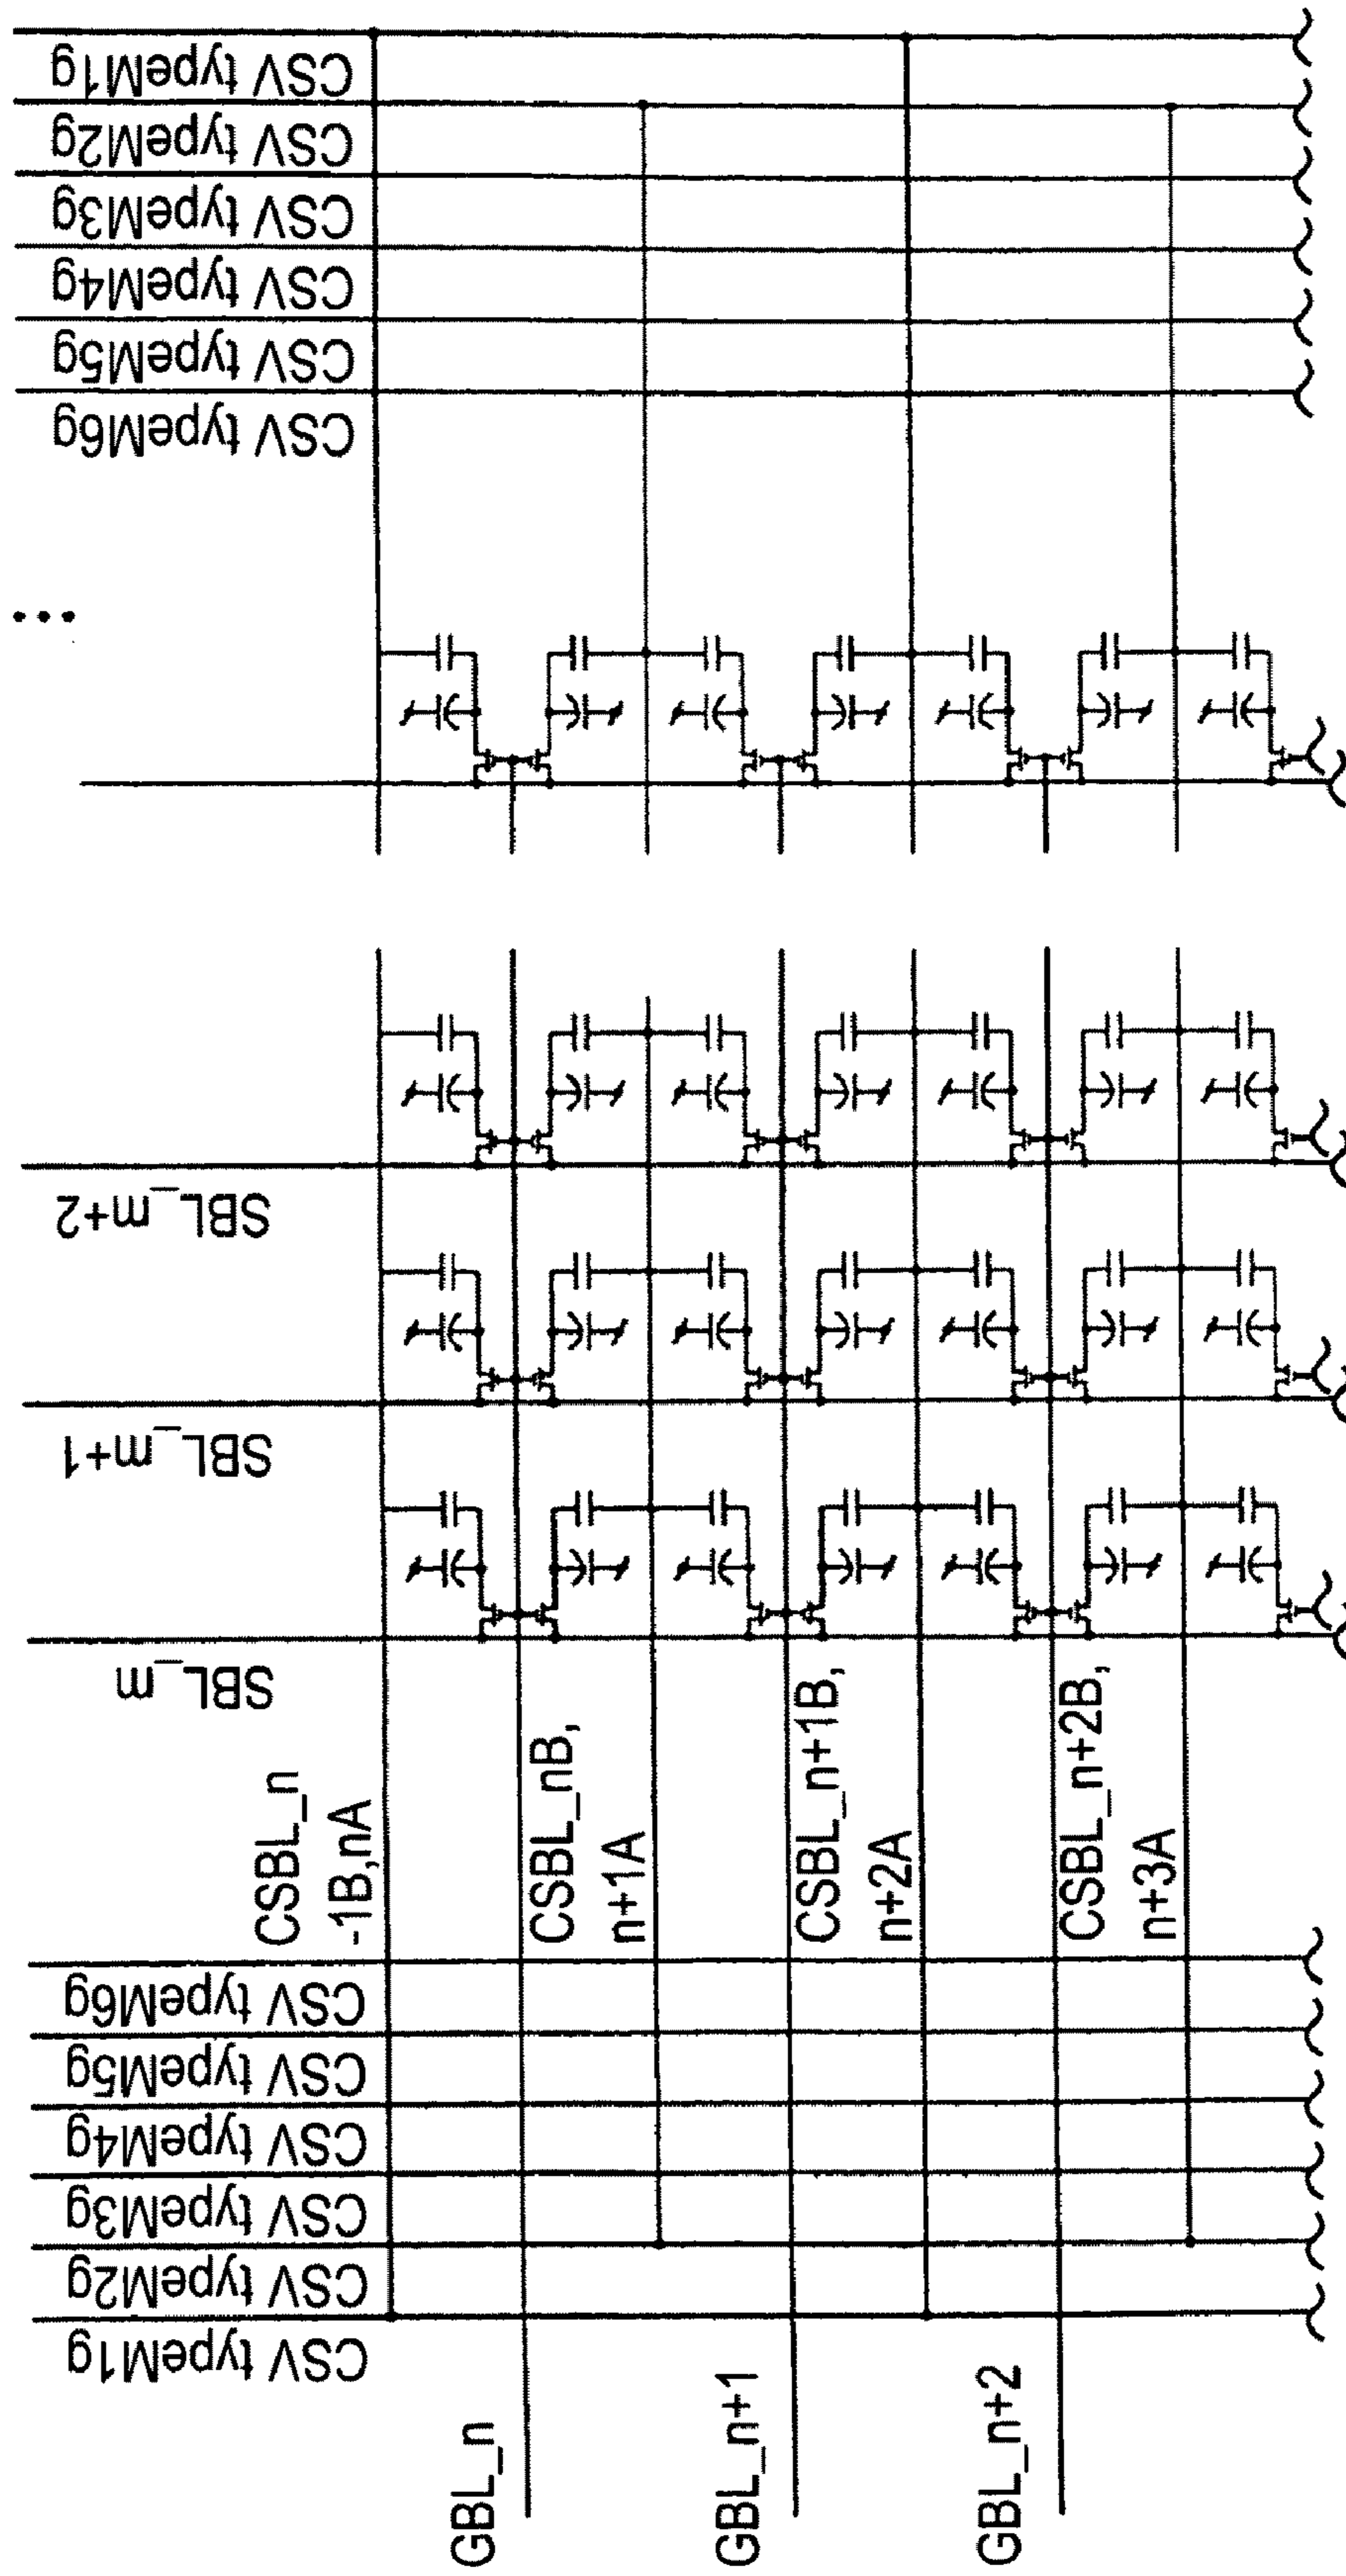 CSV typeM1g
CSV typeM2g
CSV typeM3g
CSV typeM4g
CSV typeM5g
CSV typeM6g
...
SBL_m+2
SBL_m+1
SBL_m
CSBL_n
-1B,nA
CSBL_nB,
n+1A
CSBL_n+1B,
n+2A
CSBL_n+2B,
n+3A
CSV typeM6g
CSV typeM5g
CSV typeM4g
CSV typeM3g
CSV typeM2g
CSV typeM1g
GBL_n
GBL_n+1
GBL_n+2